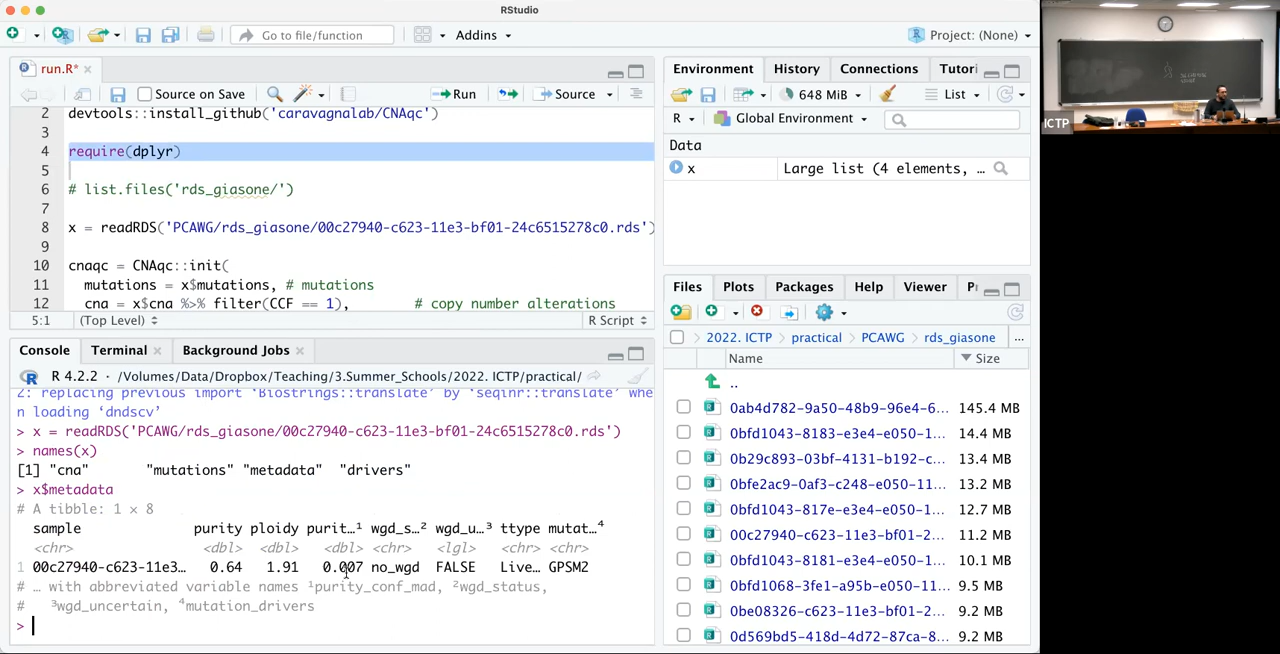 RStudio
Go to file/function
Addins
Project: (None)
run.R*
Source on Save
Run
Source
2 devtools::install_github('caravagnalab/CNAqc')
3
4 require(dplyr)
5
6 # list.files('rds_giasone/')
7
8 x = readRDS('PCAWG/rds_giasone/00c27940-c623-11e3-bf01-24c6515278c0.rds')
9
10 cnaqc = CNAqc::init(
11 mutations = x$mutations, # mutations
12 cna = x$cna %>% filter(CCF == 1), # copy number alterations
5:1 (Top Level) R Script
Console Terminal Background Jobs
R 4.2.2 · /Volumes/Data/Dropbox/Teaching/3.Summer_Schools/2022. ICTP/practical/
2: replacing previous import 'Biostrings::translate' by 'seqinr::translate' whe
n loading 'dndscv'
> x = readRDS('PCAWG/rds_giasone/00c27940-c623-11e3-bf01-24c6515278c0.rds')
> names(x)
[1] "cna" "mutations" "metadata" "drivers"
> x$metadata
# A tibble: 1 × 8
sample purity ploidy purit…¹ wgd_s…² wgd_u…³ ttype mutat…⁴
<chr> <dbl> <dbl> <dbl> <chr> <lgl> <chr> <chr>
1 00c27940-c623-11e3… 0.64 1.91 0.007 no_wgd FALSE Live… GPSM2
# … with abbreviated variable names ¹purity_conf_mad, ²wgd_status,
# ³wgd_uncertain, ⁴mutation_drivers
>
Environment History Connections Tutori
648 MiB
List
R
Global Environment
Data
x Large list (4 elements, …
Files Plots Packages Help Viewer Pr
2022. ICTP practical PCAWG rds_giasone ...
Name Size
..
0ab4d782-9a50-48b9-96e4-6... 145.4 MB
0bfd1043-8183-e3e4-e050-1... 14.4 MB
0b29c893-03bf-4131-b192-c... 13.4 MB
0bfe2ac9-0af3-c248-e050-11... 13.2 MB
0bfd1043-817e-e3e4-e050-1... 12.7 MB
00c27940-c623-11e3-bf01-2... 11.2 MB
0bfd1043-8181-e3e4-e050-1... 10.1 MB
0bfd1068-3fe1-a95b-e050-11... 9.5 MB
0be08326-c623-11e3-bf01-2... 9.2 MB
0d569bd5-418d-4d72-87ca-8... 9.2 MB
ICTP